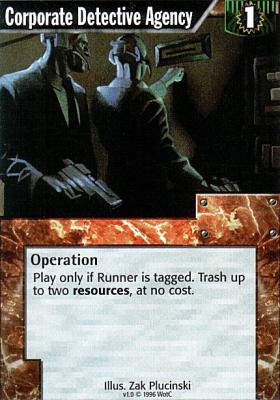 Corporate Detective Agency 1
Operation
Play only if Runner is tagged. Trash up
to two resources, at no cost.
Illus. Zak Plucinski
v1.0 © 1996 WotC